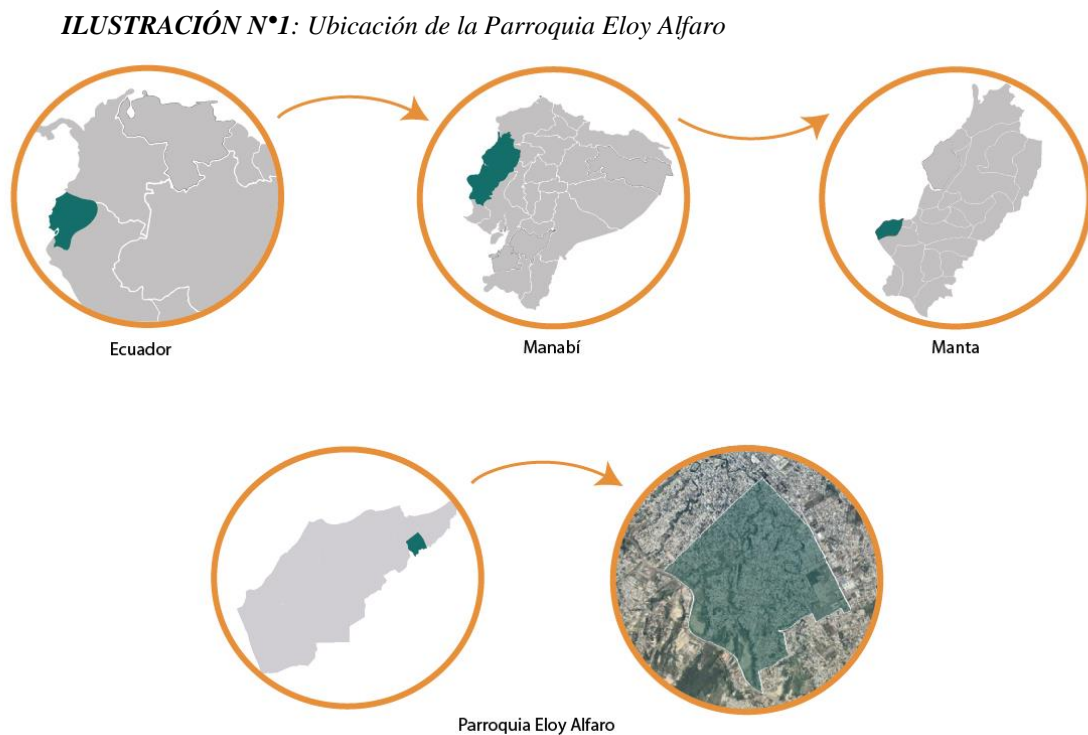 ILUSTRACIÓN N°1: Ubicación de la Parroquia Eloy Alfaro
Ecuador
Manabí
Manta
Parroquia Eloy Alfaro